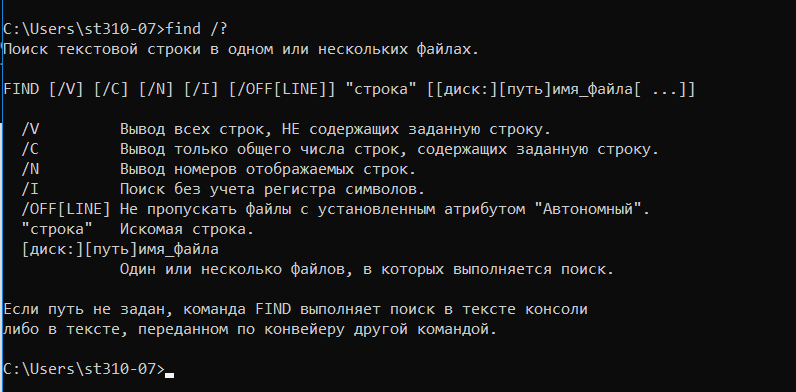 C:\Users\st310-07>find /?
Поиск текстовой строки в одном или нескольких файлах.
FIND [/V] [/C] [/N] [/I] [/OFF[LINE]] "строка" [[диск:][путь]имя_файла[ ...]]
/V Вывод всех строк, НЕ содержащих заданную строку.
/C Вывод только общего числа строк, содержащих заданную строку.
/N Вывод номеров отображаемых строк.
/I Поиск без учета регистра символов.
/OFF[LINE] Не пропускать файлы с установленным атрибутом "Автономный".
"строка" Искомая строка.
[диск:][путь]имя_файла
Один или несколько файлов, в которых выполняется поиск.
Если путь не задан, команда FIND выполняет поиск в тексте консоли
либо в тексте, переданном по конвейеру другой командой.
C:\Users\st310-07>